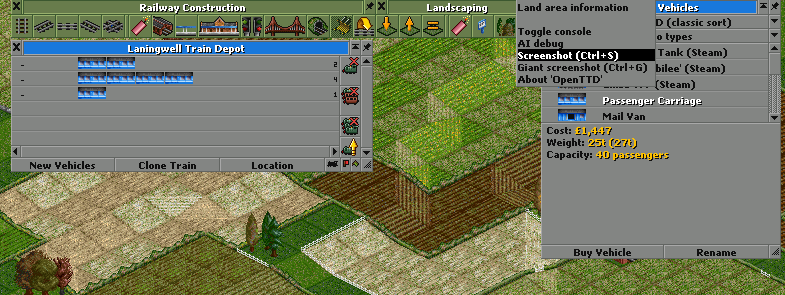 Railway Construction
Landscaping
Land area information
Vehicles
D (classic sort)
Toggle console
o types
AI debug
Screenshot (Ctrl+S)
Tank (Steam)
Giant screenshot (Ctrl+G)
bilee' (Steam)
About 'OpenTTD'
(Steam)
Laningwell Train Depot
2
4
1
Passenger Carriage
Mail Van
Cost: £1,447
Weight: 25t (27t)
Capacity: 40 passengers
New Vehicles
Clone Train
Location
Buy Vehicle
Rename